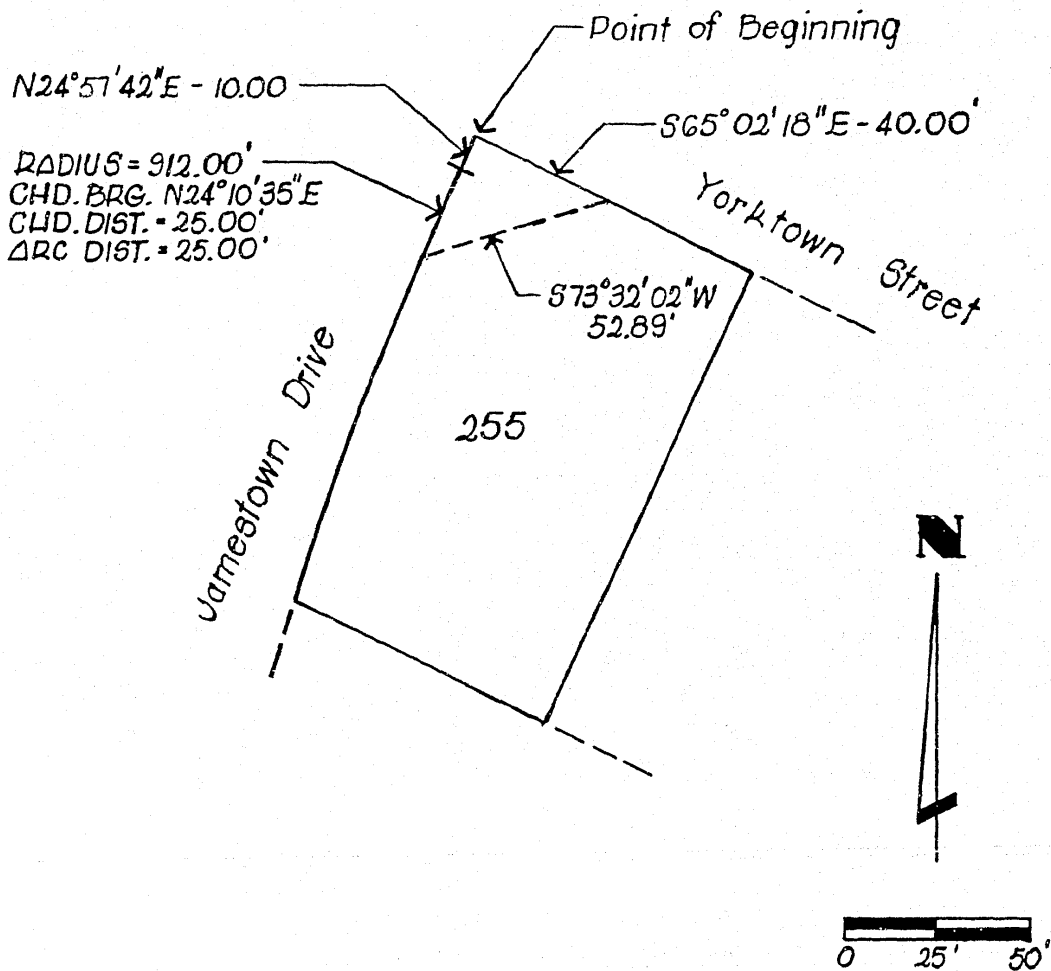 Point of Beginning
N24°57'42"E - 10.00
S65°02'18"E - 40.00'
RADIUS = 912.00'
CHD. BRG. N24°10'35"E
CHD. DIST. = 25.00'
ARC DIST. = 25.00'
Yorktown Street
S73°32'02"W
52.89'
Jamestown Drive
255
N
0 25' 50'